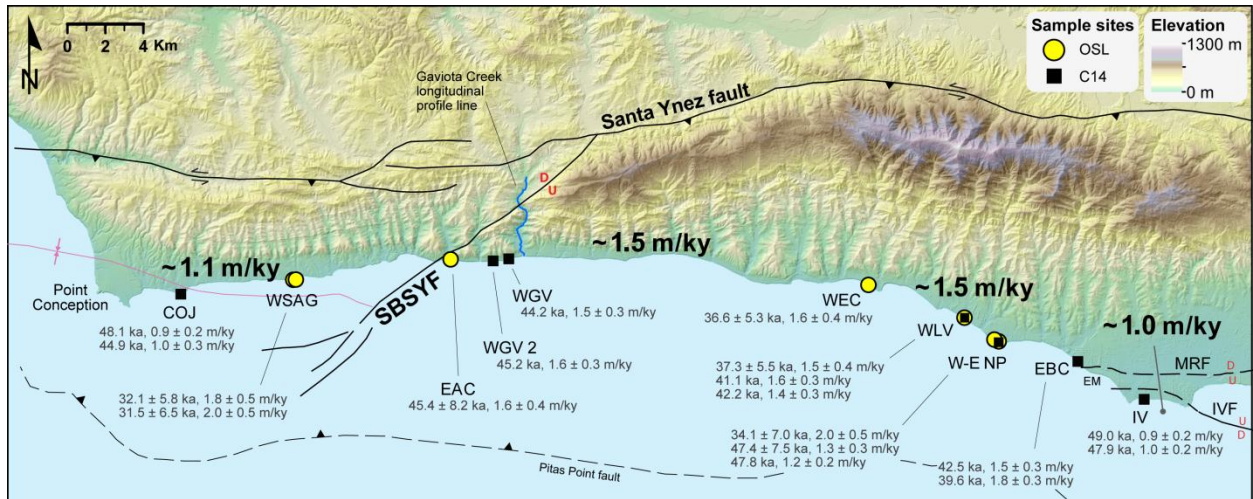 N
0 2 4 Km
Gaviota Creek
longitudinal
profile line
Sample sites
OSL
C14
Elevation
1300 m
0 m
Santa Ynez fault
D
U
~1.1 m/ky
~1.5 m/ky
~1.5 m/ky
~1.0 m/ky
Point
Conception
COJ
48.1 ka, 0.9 ± 0.2 m/ky
44.9 ka, 1.0 ± 0.3 m/ky
WSAG
32.1 ± 5.8 ka, 1.8 ± 0.5 m/ky
31.5 ± 6.5 ka, 2.0 ± 0.5 m/ky
SBSYF
EAC
45.4 ± 8.2 ka, 1.6 ± 0.4 m/ky
WGV
44.2 ka, 1.5 ± 0.3 m/ky
WGV 2
45.2 ka, 1.6 ± 0.3 m/ky
WEC
36.6 ± 5.3 ka, 1.6 ± 0.4 m/ky
WLV
37.3 ± 5.5 ka, 1.5 ± 0.4 m/ky
41.1 ka, 1.6 ± 0.3 m/ky
42.2 ka, 1.4 ± 0.3 m/ky
W-E NP
34.1 ± 7.0 ka, 2.0 ± 0.5 m/ky
47.4 ± 7.5 ka, 1.3 ± 0.3 m/ky
47.8 ka, 1.2 ± 0.2 m/ky
EBC
42.5 ka, 1.5 ± 0.3 m/ky
39.6 ka, 1.8 ± 0.3 m/ky
EM
MRF
D
U
IV
49.0 ka, 0.9 ± 0.2 m/ky
47.9 ka, 1.0 ± 0.2 m/ky
IVF
U
D
Pitas Point fault